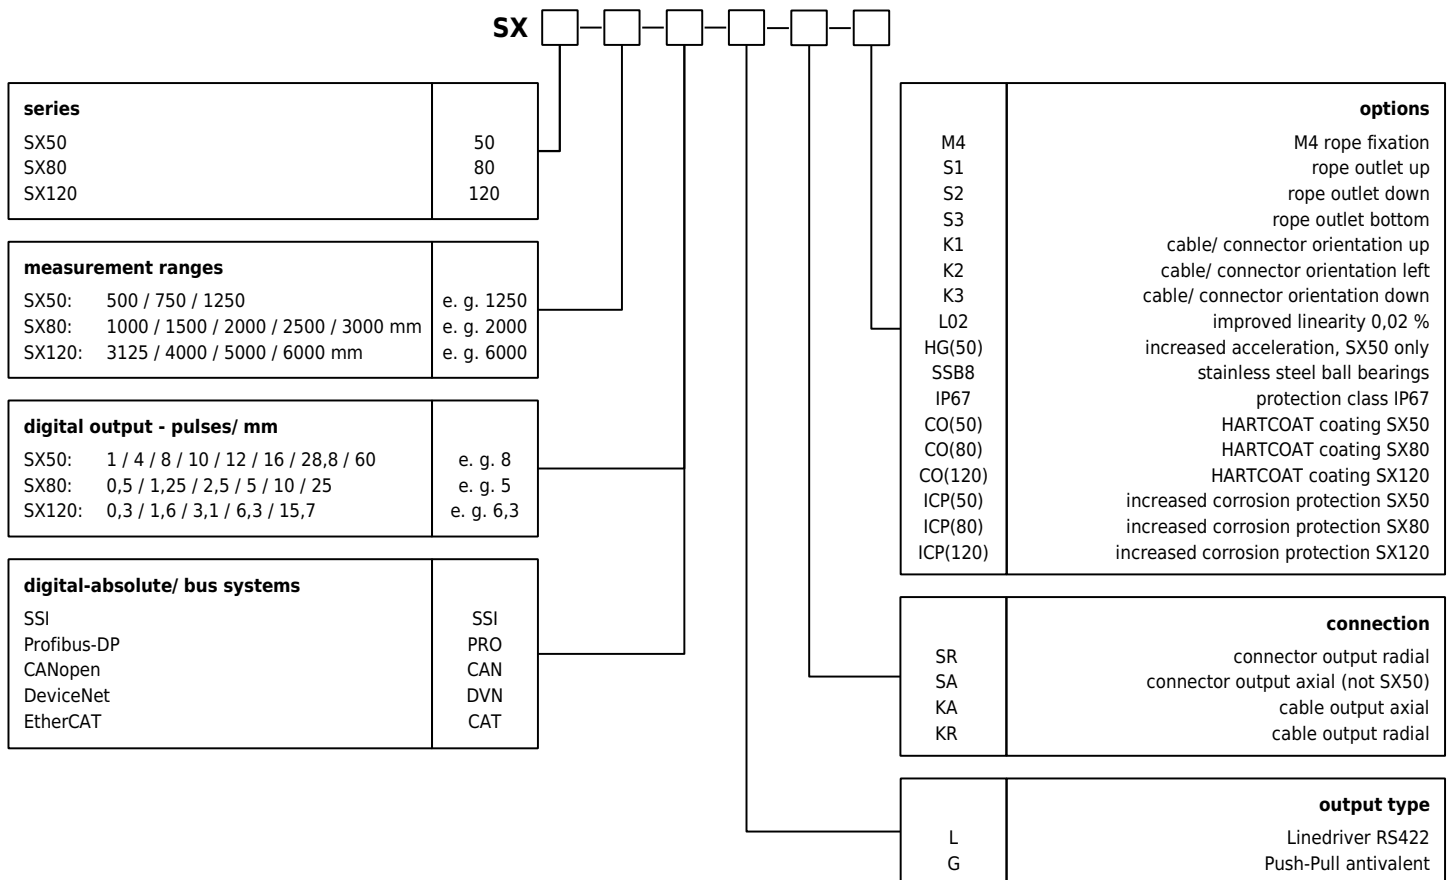 SX
series
SX50 50
SX80 80
SX120 120
measurement ranges
SX50: 500 / 750 / 1250 e. g. 1250
SX80: 1000 / 1500 / 2000 / 2500 / 3000 mm e. g. 2000
SX120: 3125 / 4000 / 5000 / 6000 mm e. g. 6000
digital output - pulses/ mm
SX50: 1 / 4 / 8 / 10 / 12 / 16 / 28,8 / 60 e. g. 8
SX80: 0,5 / 1,25 / 2,5 / 5 / 10 / 25 e. g. 5
SX120: 0,3 / 1,6 / 3,1 / 6,3 / 15,7 e. g. 6,3
digital-absolute/ bus systems
SSI SSI
Profibus-DP PRO
CANopen CAN
DeviceNet DVN
EtherCAT CAT
options
M4 M4 rope fixation
S1 rope outlet up
S2 rope outlet down
S3 rope outlet bottom
K1 cable/ connector orientation up
K2 cable/ connector orientation left
K3 cable/ connector orientation down
L02 improved linearity 0,02 %
HG(50) increased acceleration, SX50 only
SSB8 stainless steel ball bearings
IP67 protection class IP67
CO(50) HARTCOAT coating SX50
CO(80) HARTCOAT coating SX80
CO(120) HARTCOAT coating SX120
ICP(50) increased corrosion protection SX50
ICP(80) increased corrosion protection SX80
ICP(120) increased corrosion protection SX120
connection
SR connector output radial
SA connector output axial (not SX50)
KA cable output axial
KR cable output radial
output type
L Linedriver RS422
G Push-Pull antivalent